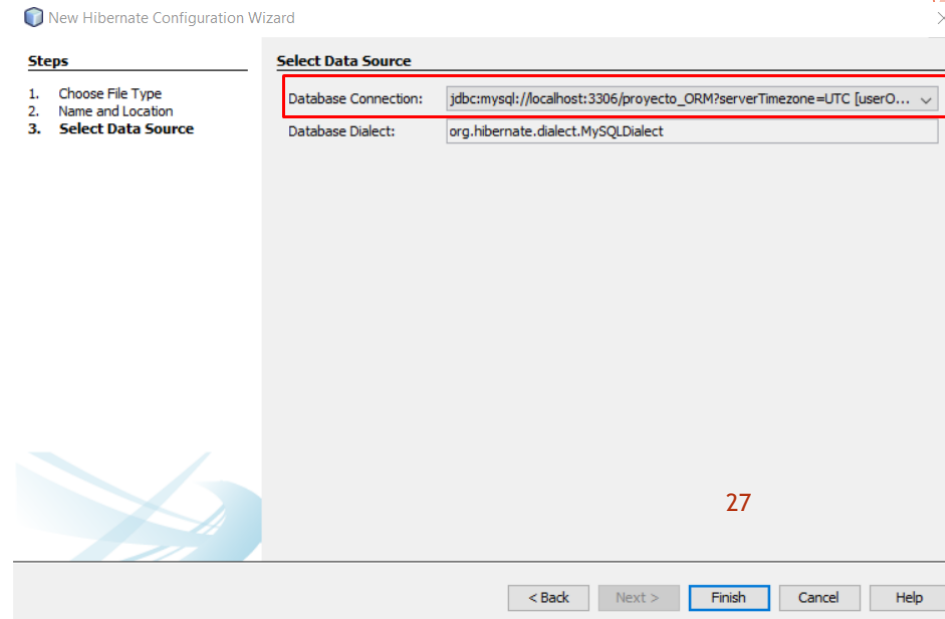 New Hibernate Configuration Wizard
Steps
1. Choose File Type
2. Name and Location
3. Select Data Source
Select Data Source
Database Connection: jdbc:mysql://localhost:3306/proyecto_ORM?serverTimezone=UTC [userO...
Database Dialect: org.hibernate.dialect.MySQLDialect
27
< Back Next > Finish Cancel Help